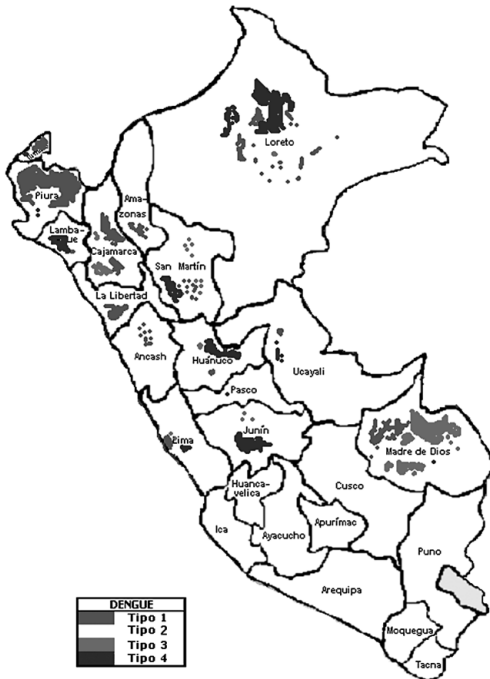 Loreto
Piura
Ama-
zonas
Lamba-
que
Cajamarca
San Martín
La Libertad
Ancash
Huánuco
Ucayali
Pasco
Lima
Junín
Madre de Dios
Huanca-
velica
Cusco
Ica
Ayacucho
Apurímac
Puno
Arequipa
Moquegua
Tacna
DENGUE
Tipo 1
Tipo 2
Tipo 3
Tipo 4